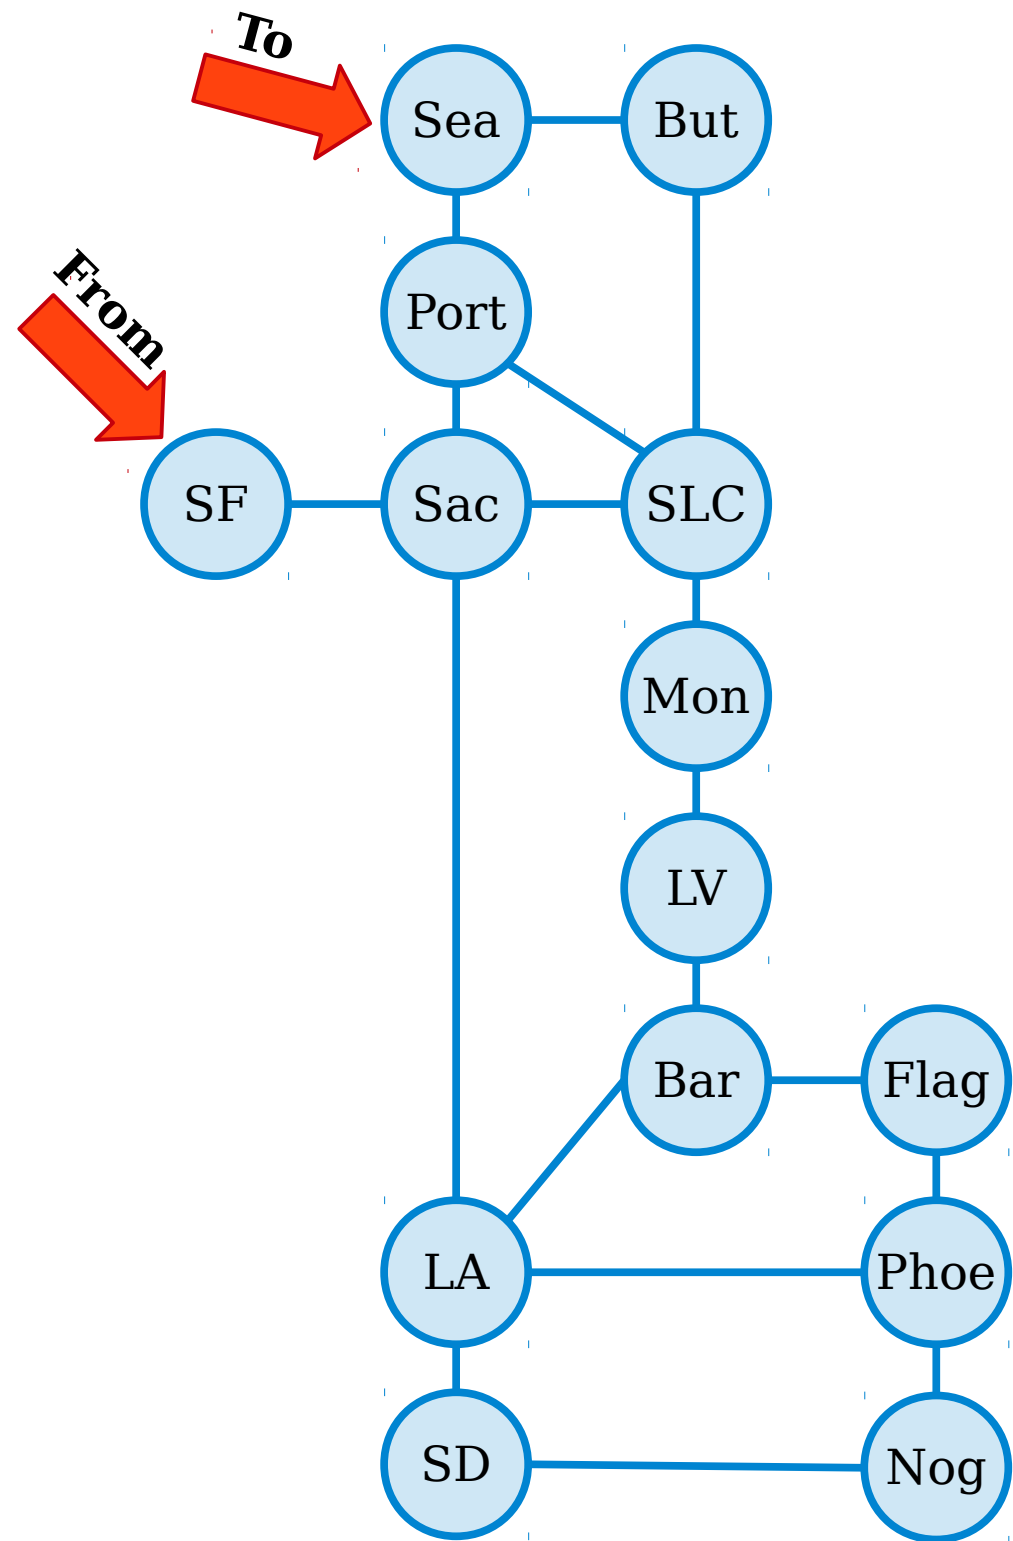 To
Sea
But
From
Port
SF
Sac
SLC
Mon
LV
Bar
Flag
LA
Phoe
SD
Nog